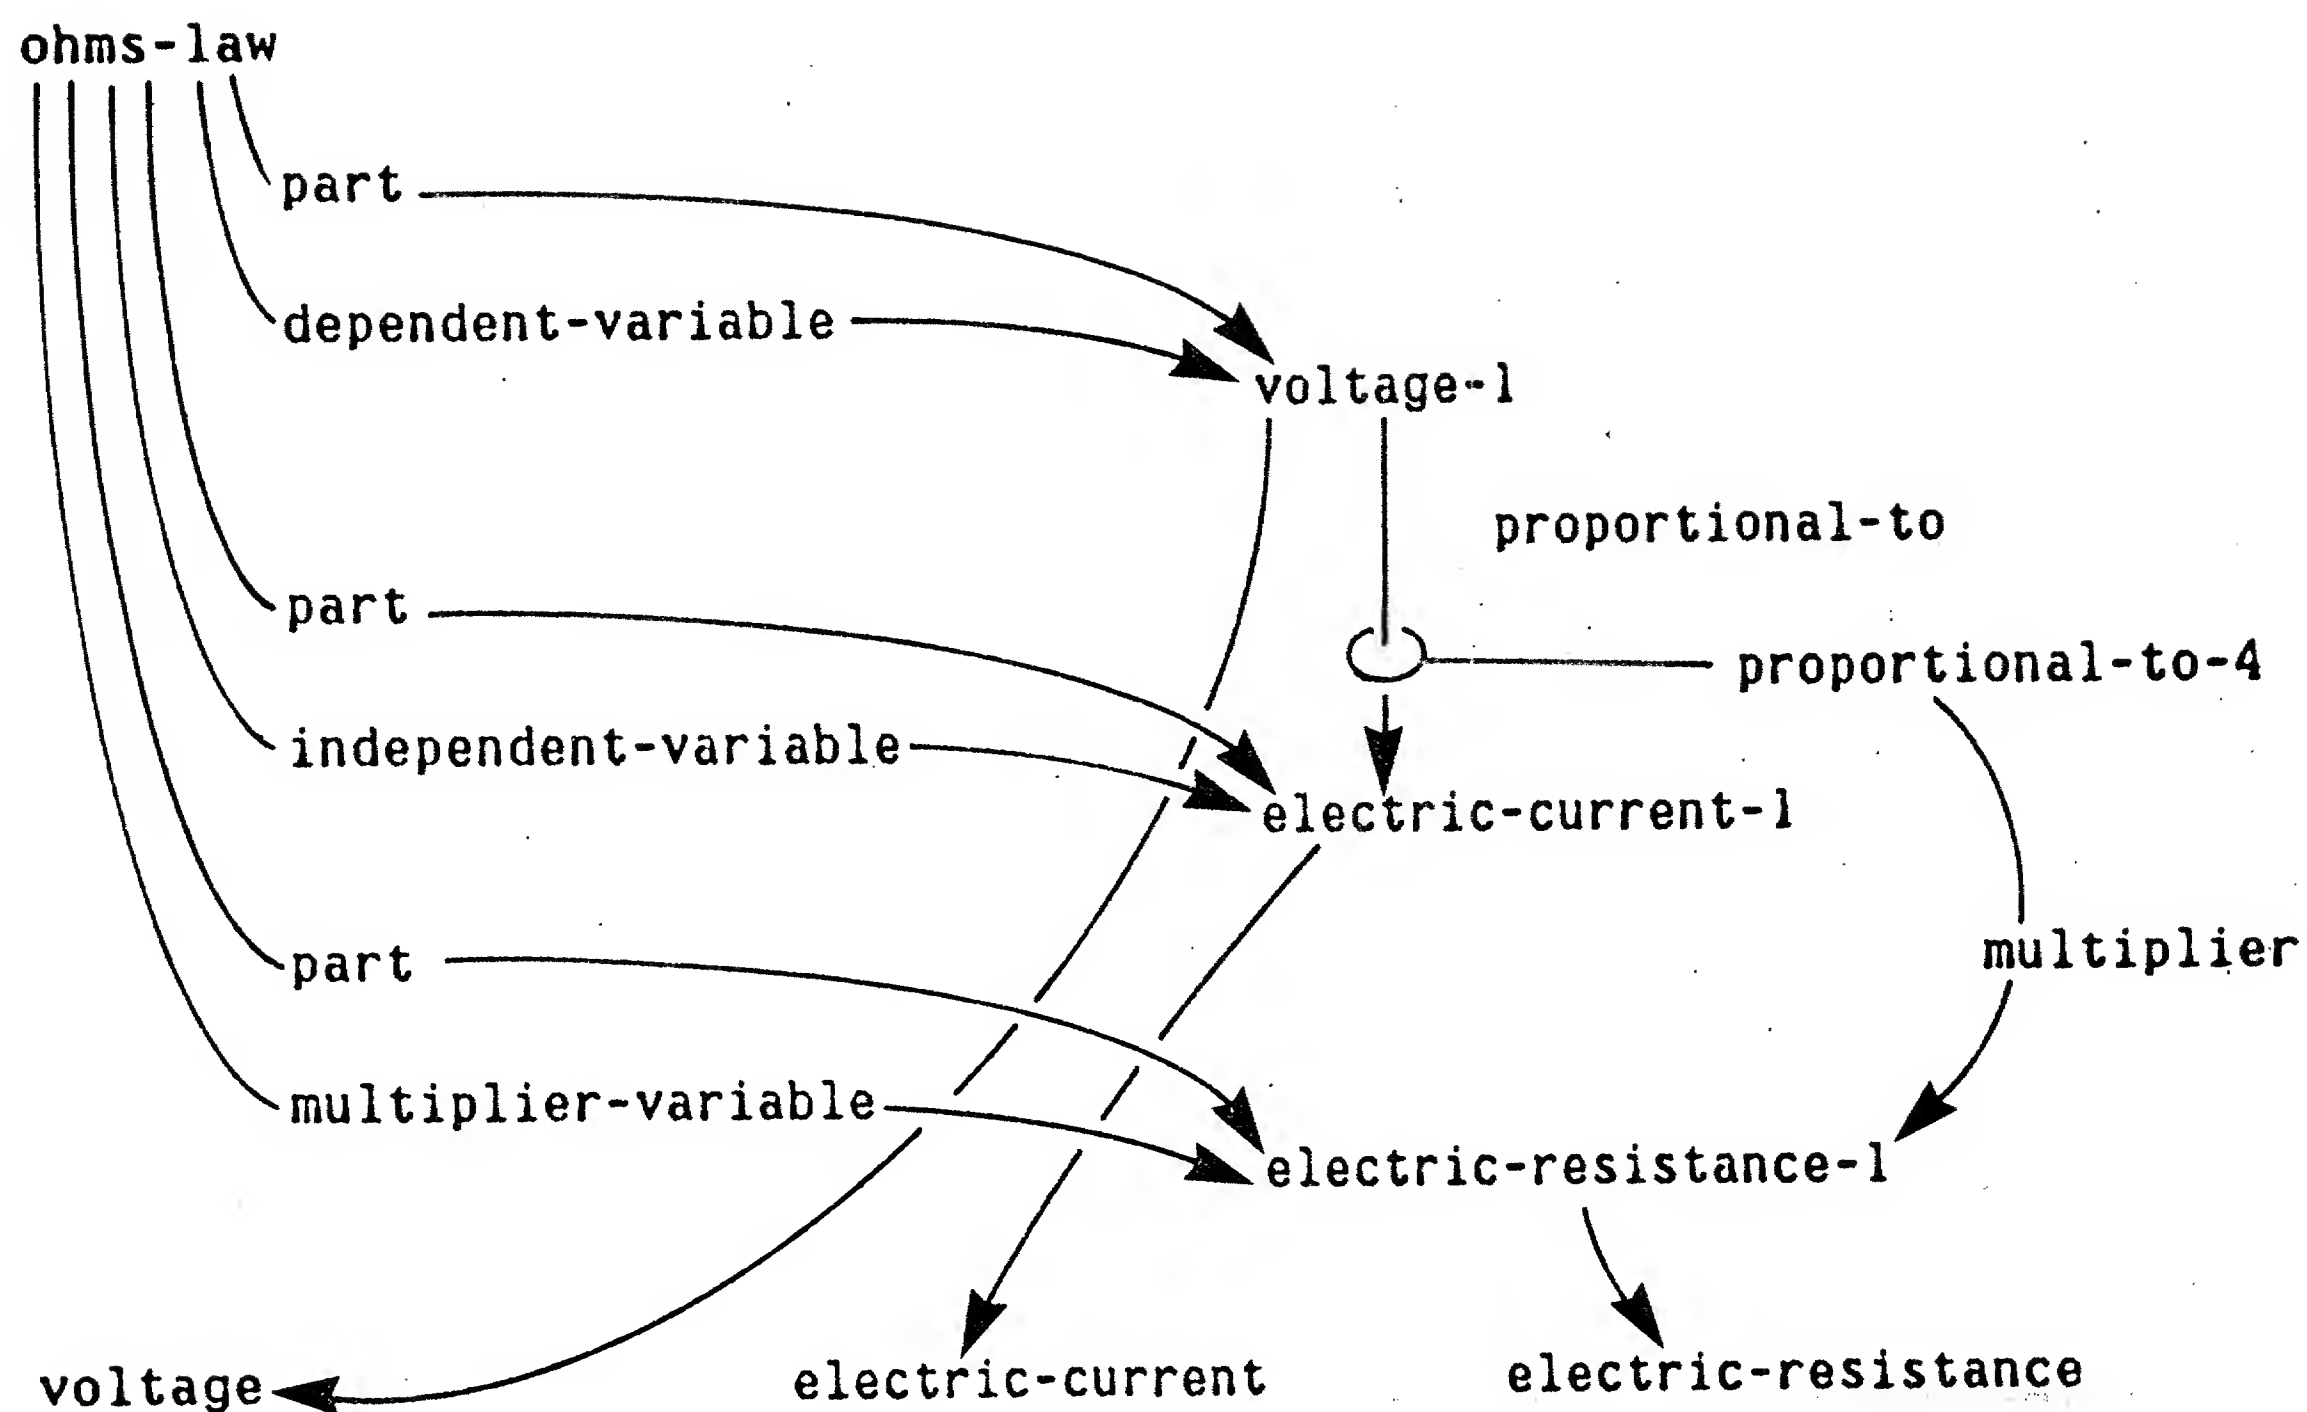 ohms-law
part
dependent-variable
voltage-1
proportional-to
part
proportional-to-4
independent-variable
electric-current-1
part
multiplier
multiplier-variable
electric-resistance-1
voltage
electric-current
electric-resistance